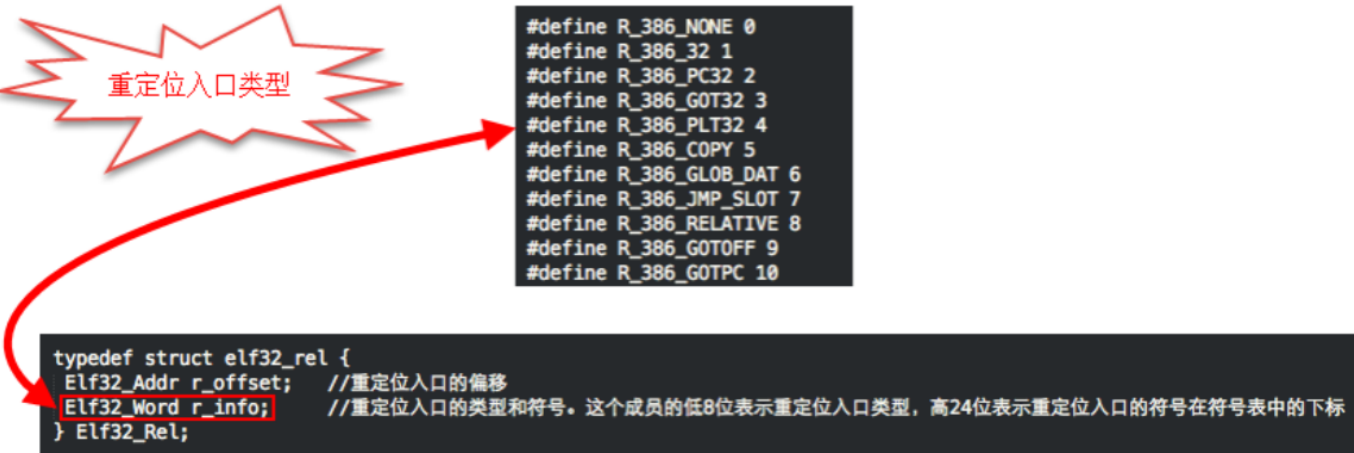 重定位入口类型
#define R_386_NONE 0
#define R_386_32 1
#define R_386_PC32 2
#define R_386_GOT32 3
#define R_386_PLT32 4
#define R_386_COPY 5
#define R_386_GLOB_DAT 6
#define R_386_JMP_SLOT 7
#define R_386_RELATIVE 8
#define R_386_GOTOFF 9
#define R_386_GOTPC 10
typedef struct elf32_rel {
Elf32_Addr r_offset; //重定位入口的偏移
Elf32_Word r_info; //重定位入口的类型和符号。这个成员的低8位表示重定位入口类型，高24位表示重定位入口的符号在符号表中的下标
} Elf32_Rel;